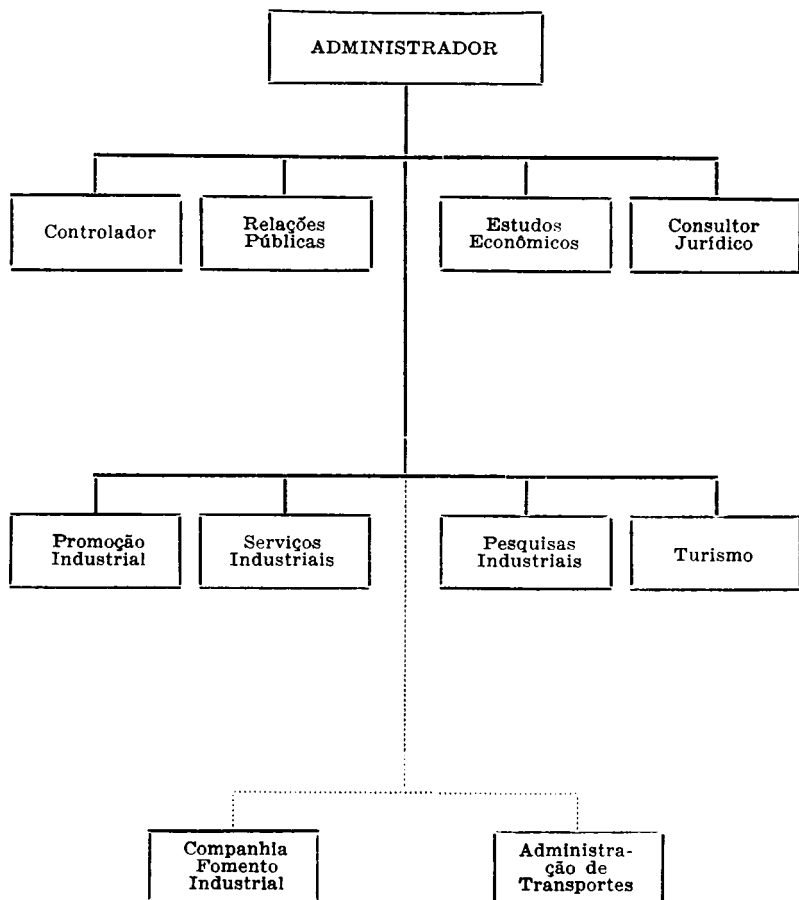 ADMINISTRADOR
Controlador
Relações
Públicas
Estudos
Econômicos
Consultor
Jurídico
Promoção
Industrial
Serviços
Industriais
Pesquisas
Industriais
Turismo
Companhia
Fomento
Industrial
Administra-
ção de
Transportes